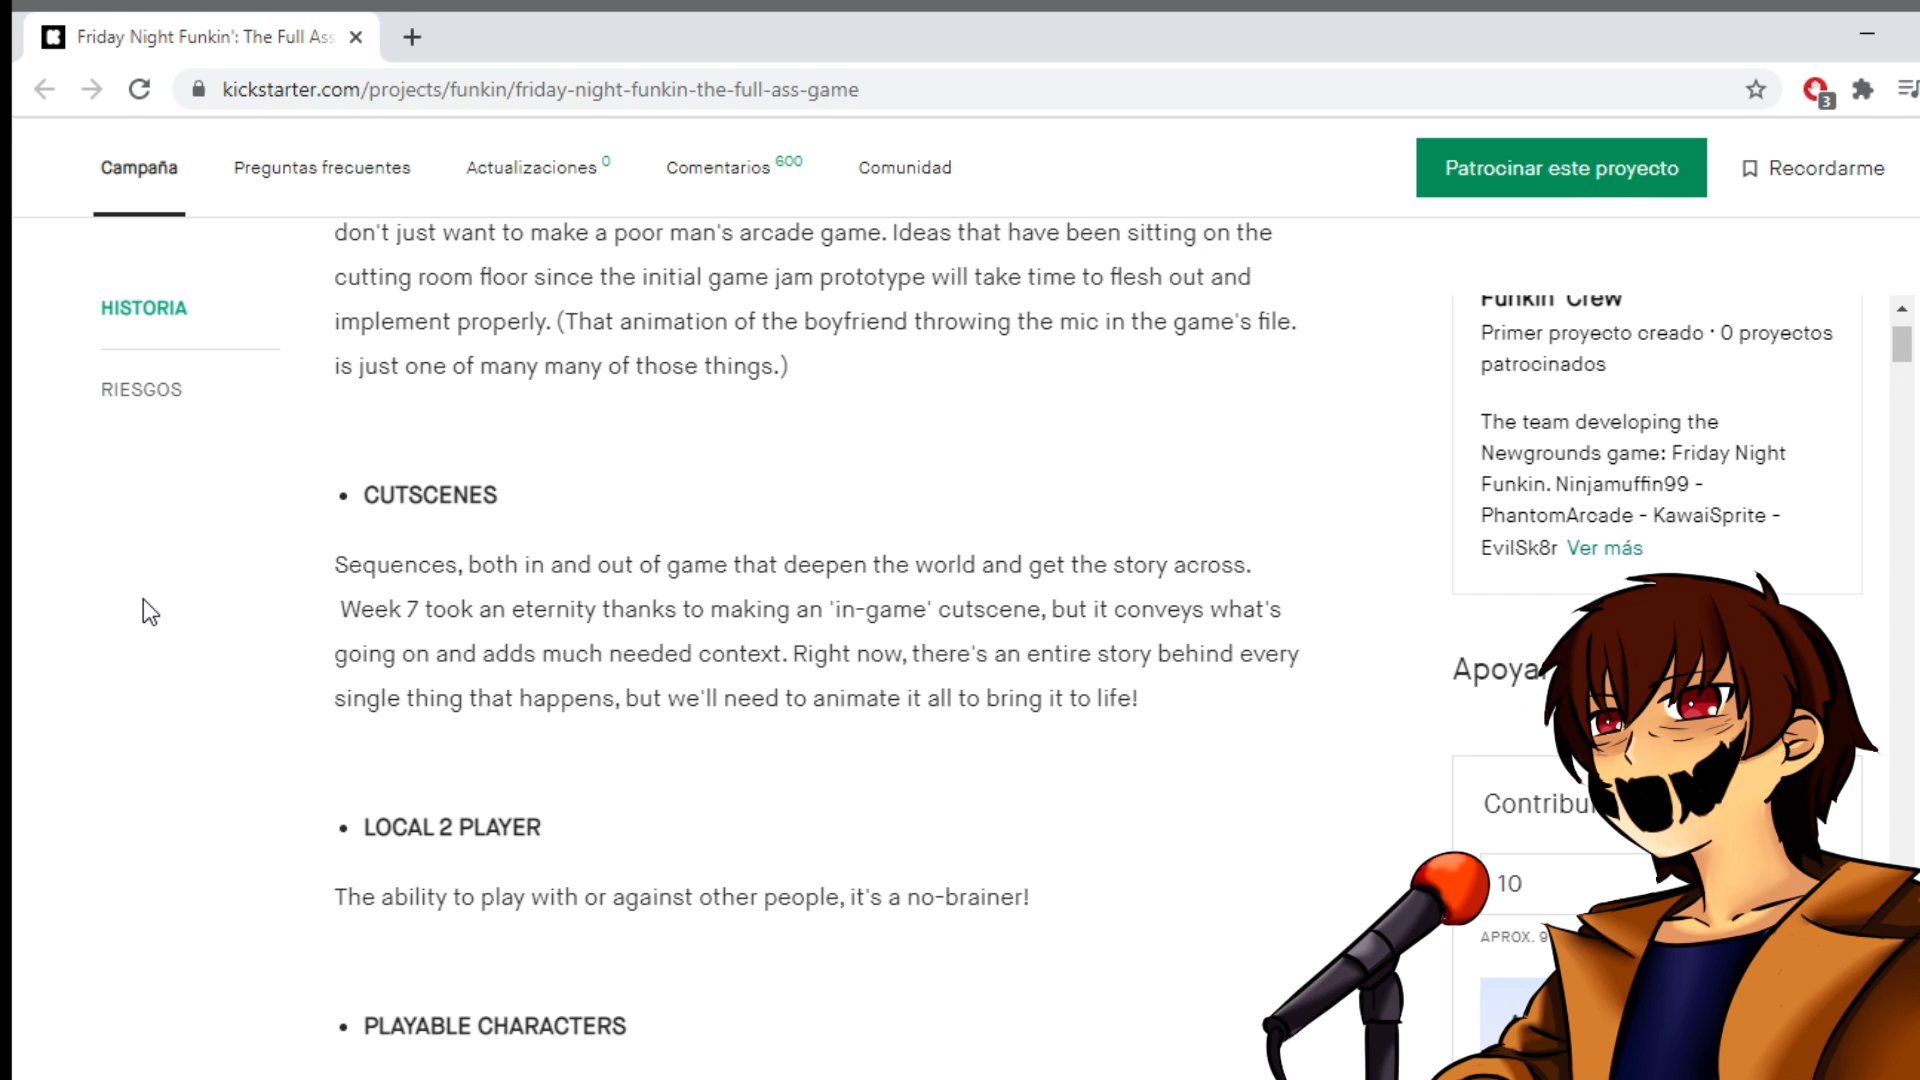 Friday Night Funkin': The Full Ass
kickstarter.com/projects/funkin/friday-night-funkin-the-full-ass-game
3
Campaña
Preguntas frecuentes
Actualizaciones 0
Comentarios 600
Comunidad
Patrocinar este proyecto
Recordarme
HISTORIA
RIESGOS
don't just want to make a poor man's arcade game. Ideas that have been sitting on the
cutting room floor since the initial game jam prototype will take time to flesh out and
implement properly. (That animation of the boyfriend throwing the mic in the game's file.
is just one of many many of those things.)
• CUTSCENES
Sequences, both in and out of game that deepen the world and get the story across.
Week 7 took an eternity thanks to making an 'in-game' cutscene, but it conveys what's
going on and adds much needed context. Right now, there's an entire story behind every
single thing that happens, but we'll need to animate it all to bring it to life!
• LOCAL 2 PLAYER
The ability to play with or against other people, it's a no-brainer!
• PLAYABLE CHARACTERS
Funkin' Crew
Primer proyecto creado · 0 proyectos
patrocinados
The team developing the
Newgrounds game: Friday Night
Funkin. Ninjamuffin99 -
PhantomArcade - KawaiSprite -
EvilSk8r Ver más
Apoya
Contribu
10
APROX. 9